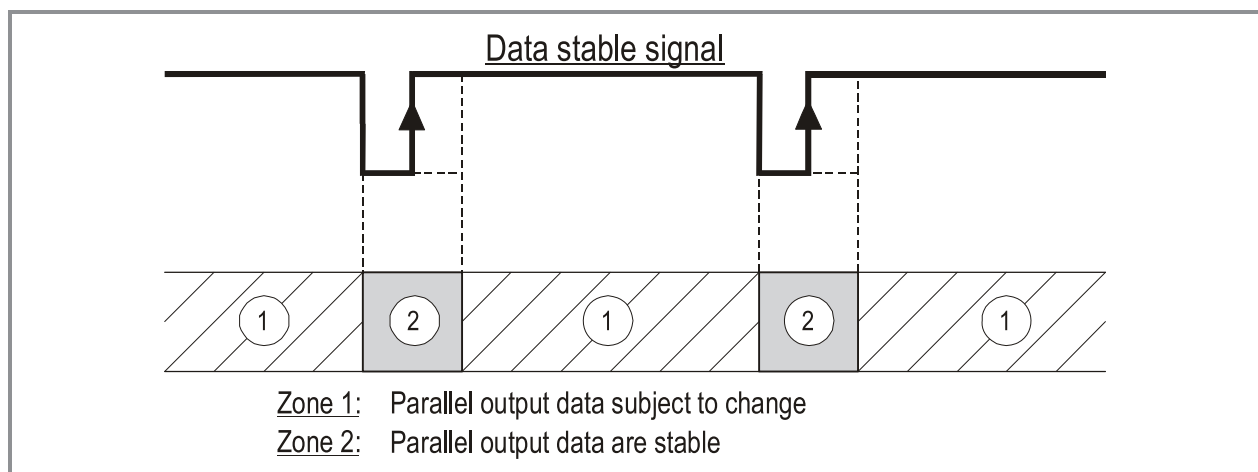 Data stable signal
1 2 1 2 1
Zone 1: Parallel output data subject to change
Zone 2: Parallel output data are stable